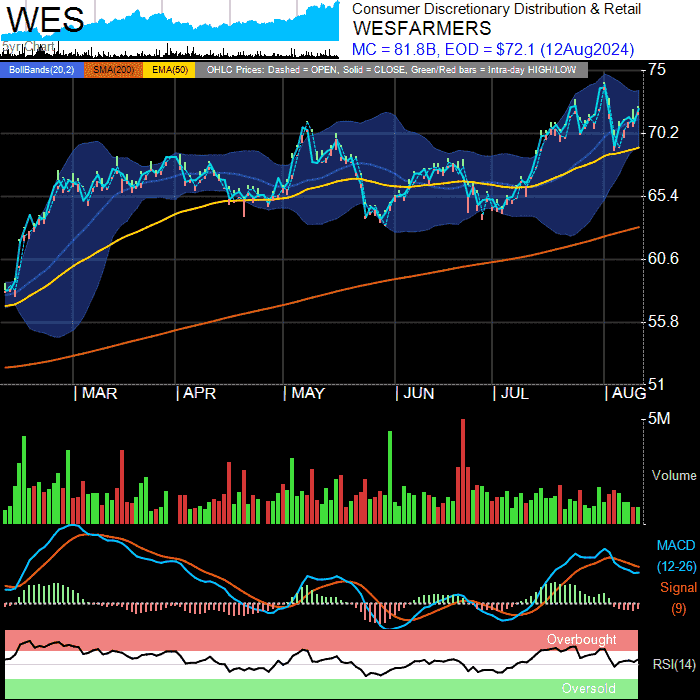 WES
Consumer Discretionary Distribution & Retail
WESFARMERS
MC = 81.8B, EOD = $72.1 (12Aug2024)
BollBands(20,2) SMA(200) EMA(50) OHLC Prices: Dashed = OPEN, Solid = CLOSE, Green/Red bars = Intra-day HIGH/LOW
75
70.2
65.4
60.6
55.8
51
| MAR | APR | MAY | JUN | JUL | AUG
5M
Volume
MACD
(12-26)
Signal
(9)
Overbought
RSI(14)
Oversold